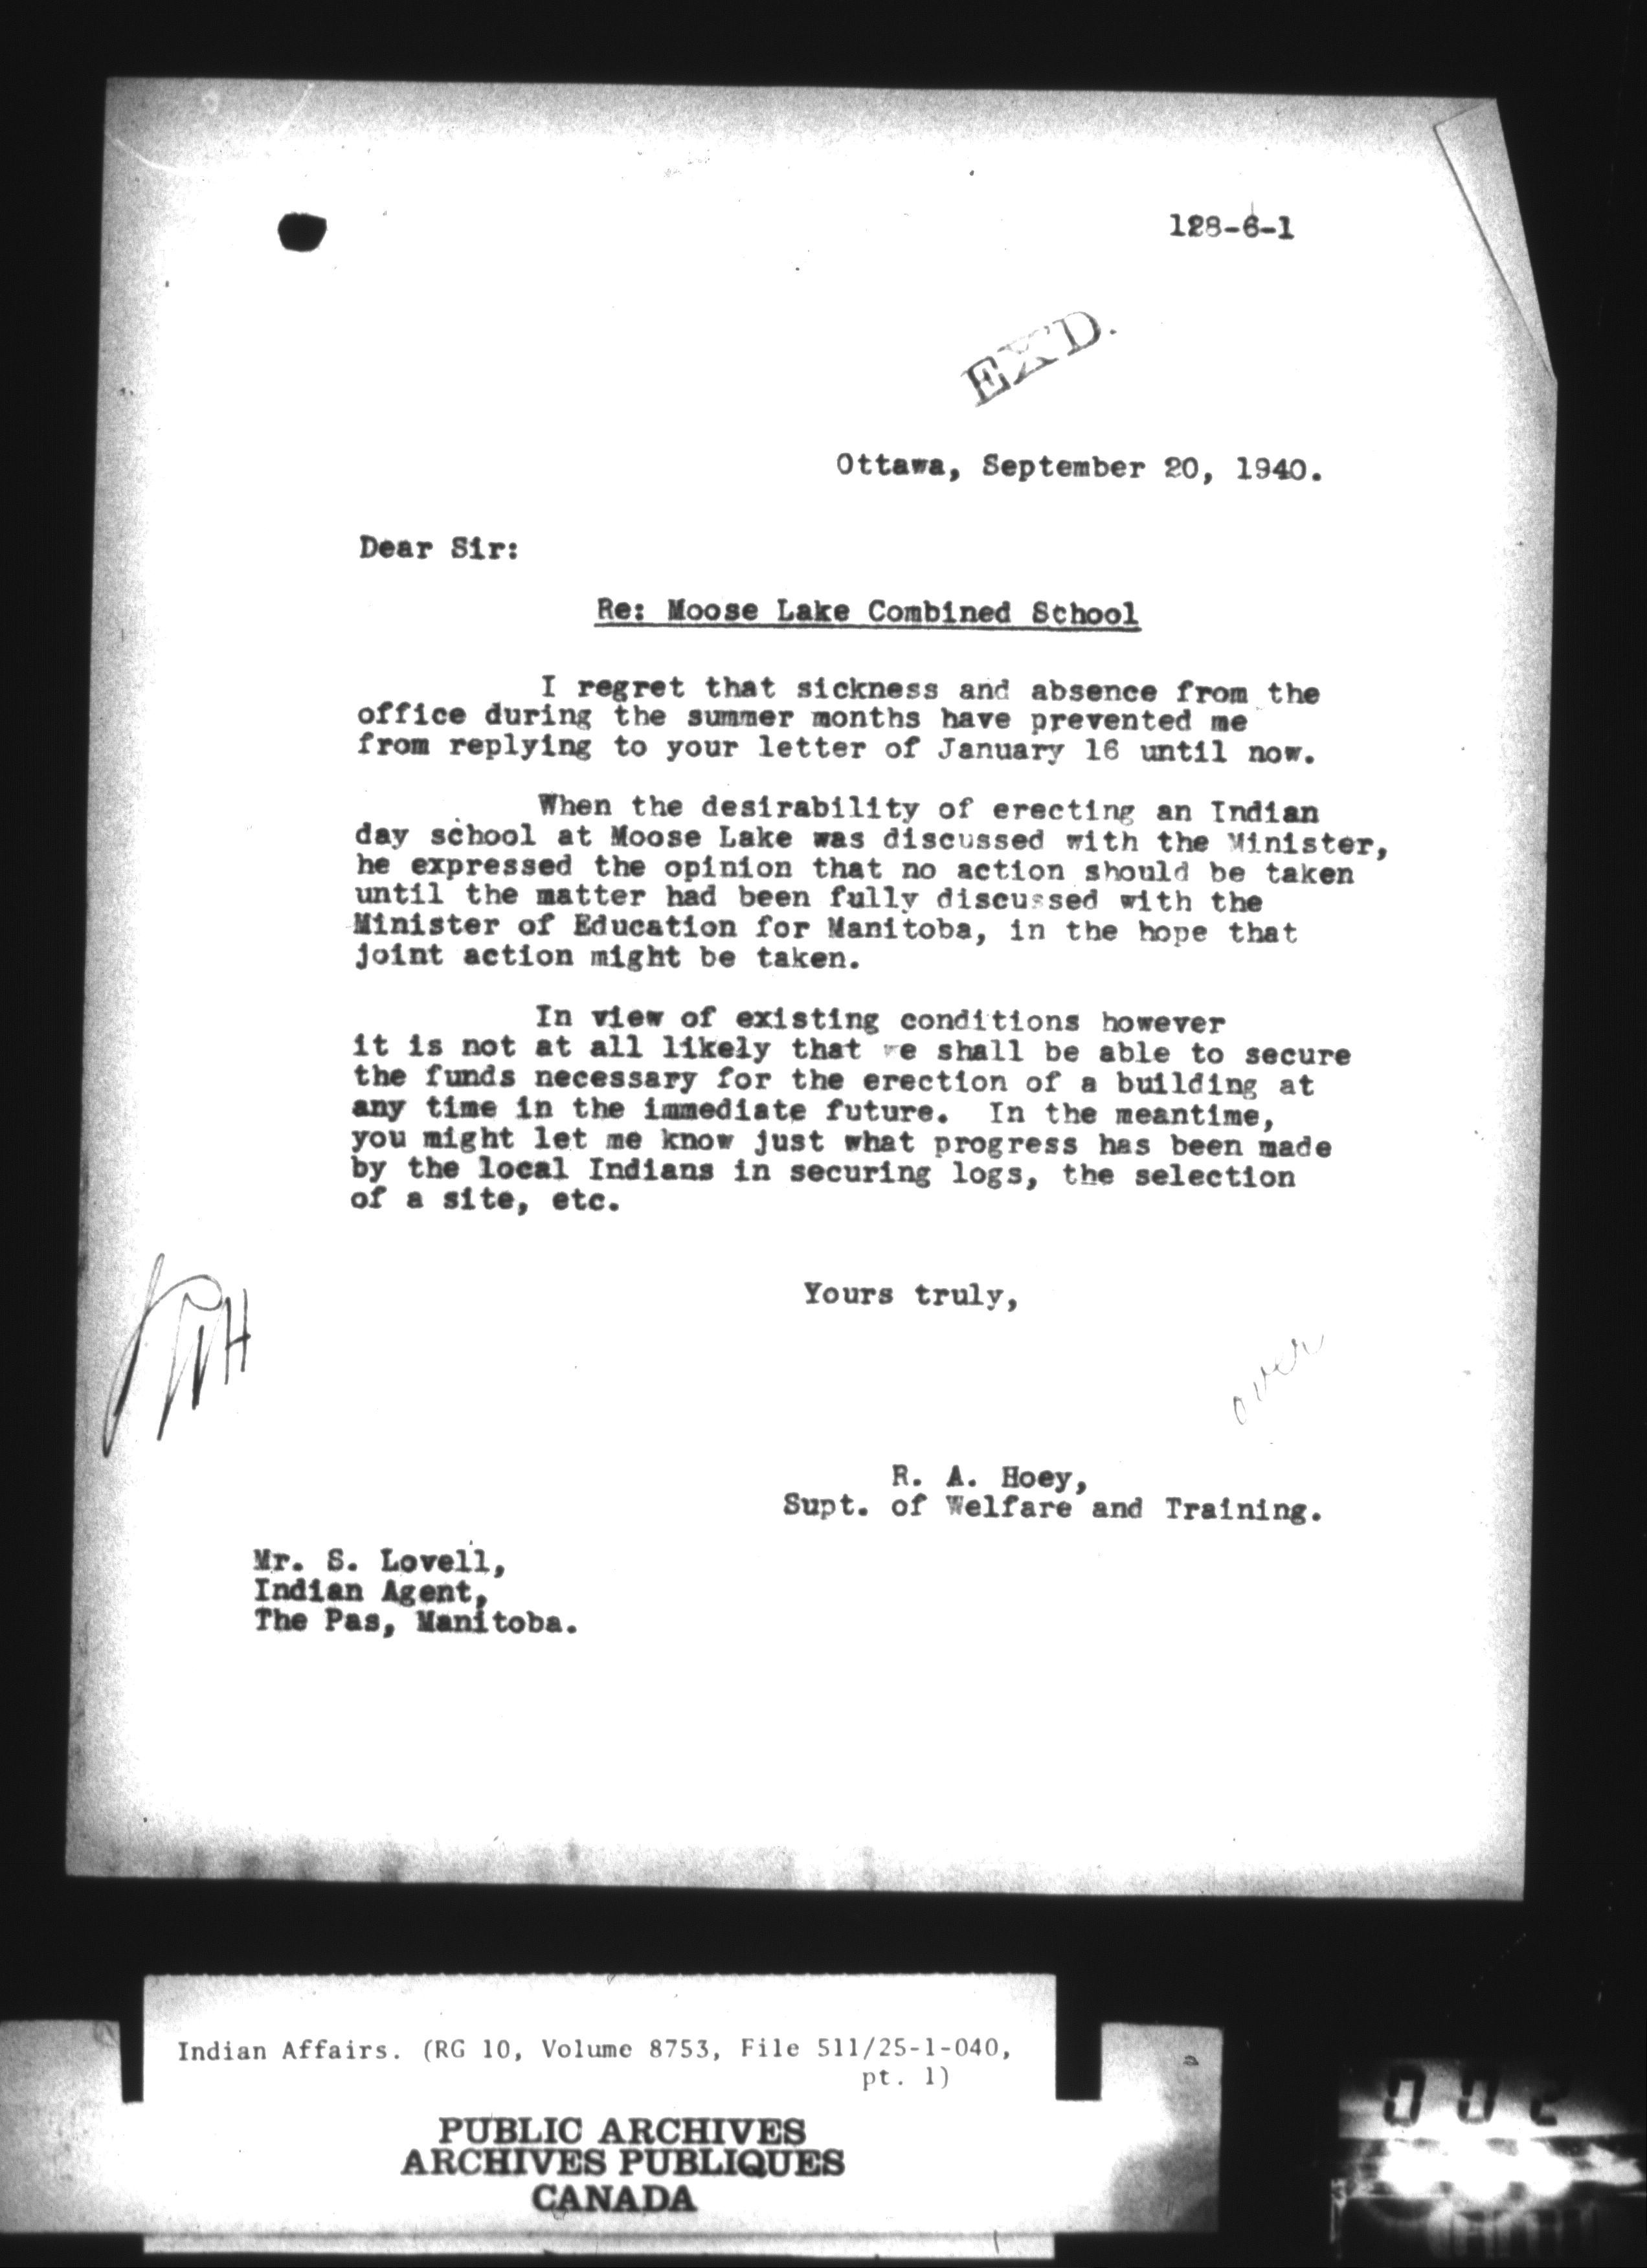 128-6-1
EX'D.
Ottawa, September 20, 1940.
Dear Sir:
Re: Moose Lake Combined School
I regret that sickness and absence from the
office during the summer months have prevented me
from replying to your letter of January 16 until now.
When the desirability of erecting an Indian
day school at Moose Lake was discussed with the Minister,
he expressed the opinion that no action should be taken
until the matter had been fully discussed with the
Minister of Education for Manitoba, in the hope that
joint action might be taken.
In view of existing conditions however
it is not at all likely that we shall be able to secure
the funds necessary for the erection of a building at
any time in the immediate future. In the meantime,
you might let me know just what progress has been made
by the local Indians in securing logs, the selection
of a site, etc.
Yours truly,
over
R. A. Hoey,
Supt. of Welfare and Training.
Mr. S. Lovell,
Indian Agent,
The Pas, Manitoba.
Indian Affairs. (RG 10, Volume 8753, File 511/25-1-040,
pt. 1)
PUBLIC ARCHIVES
ARCHIVES PUBLIQUES
CANADA
002